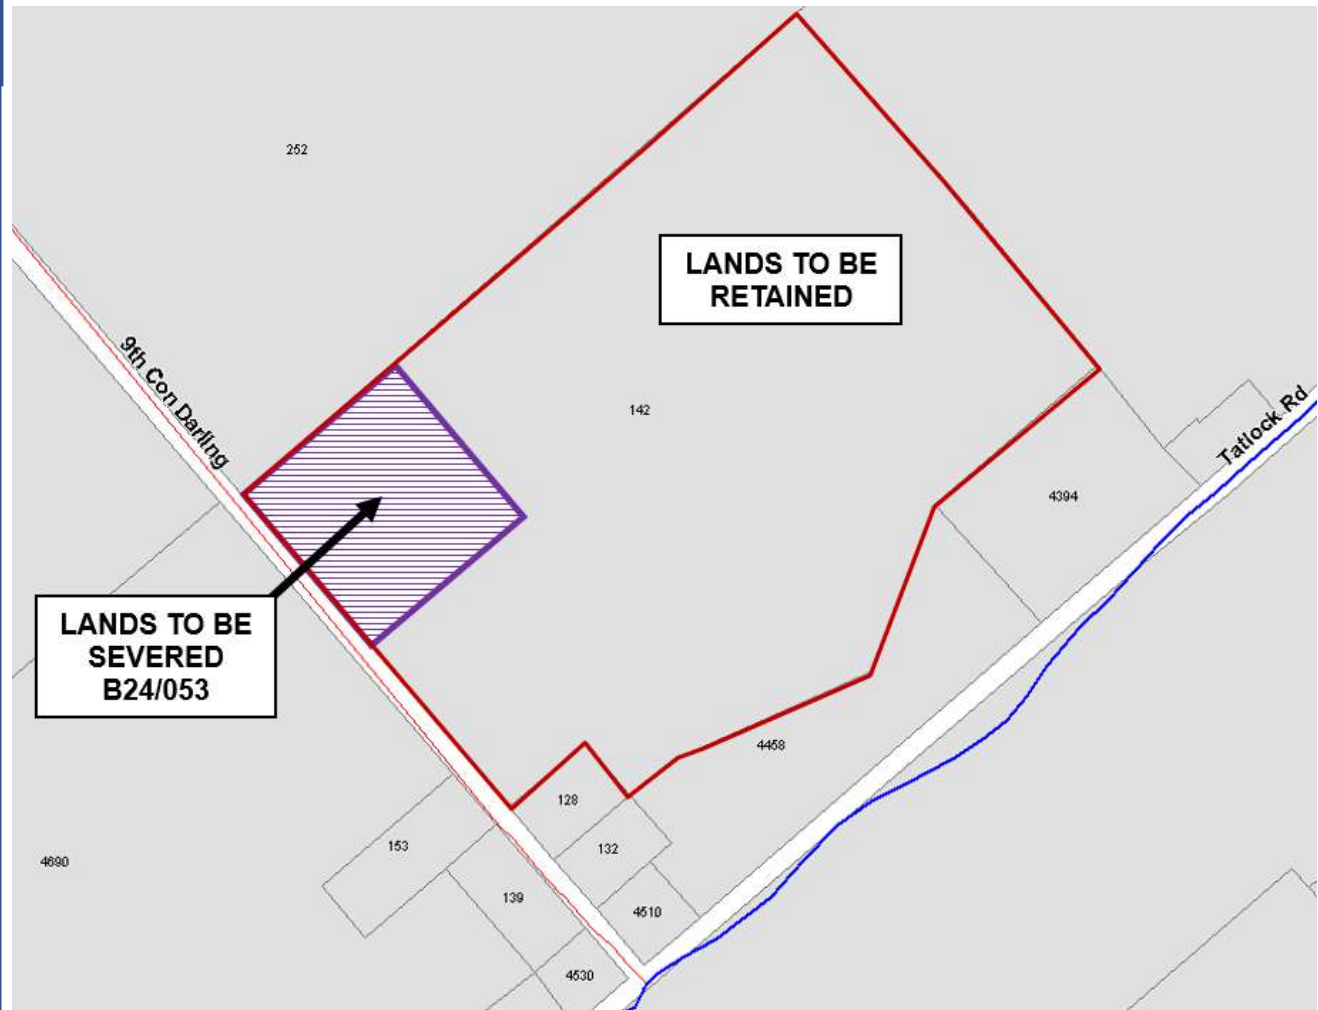 252
LANDS TO BE
RETAINED
9th Con Darling
142
Tatlock Rd
4394
LANDS TO BE
SEVERED
B24/053
4458
128
153
132
4690
139
4510
4530